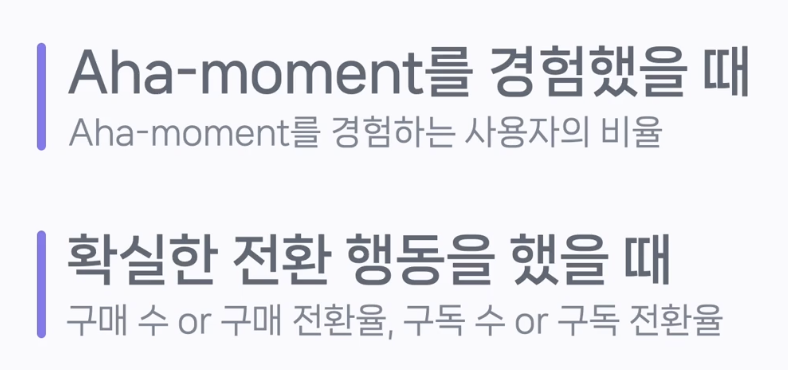 Aha-moment를 경험했을 때
Aha-moment를 경험하는 사용자의 비율
확실한 전환 행동을 했을 때
구매 수 or 구매 전환율, 구독 수 or 구독 전환율